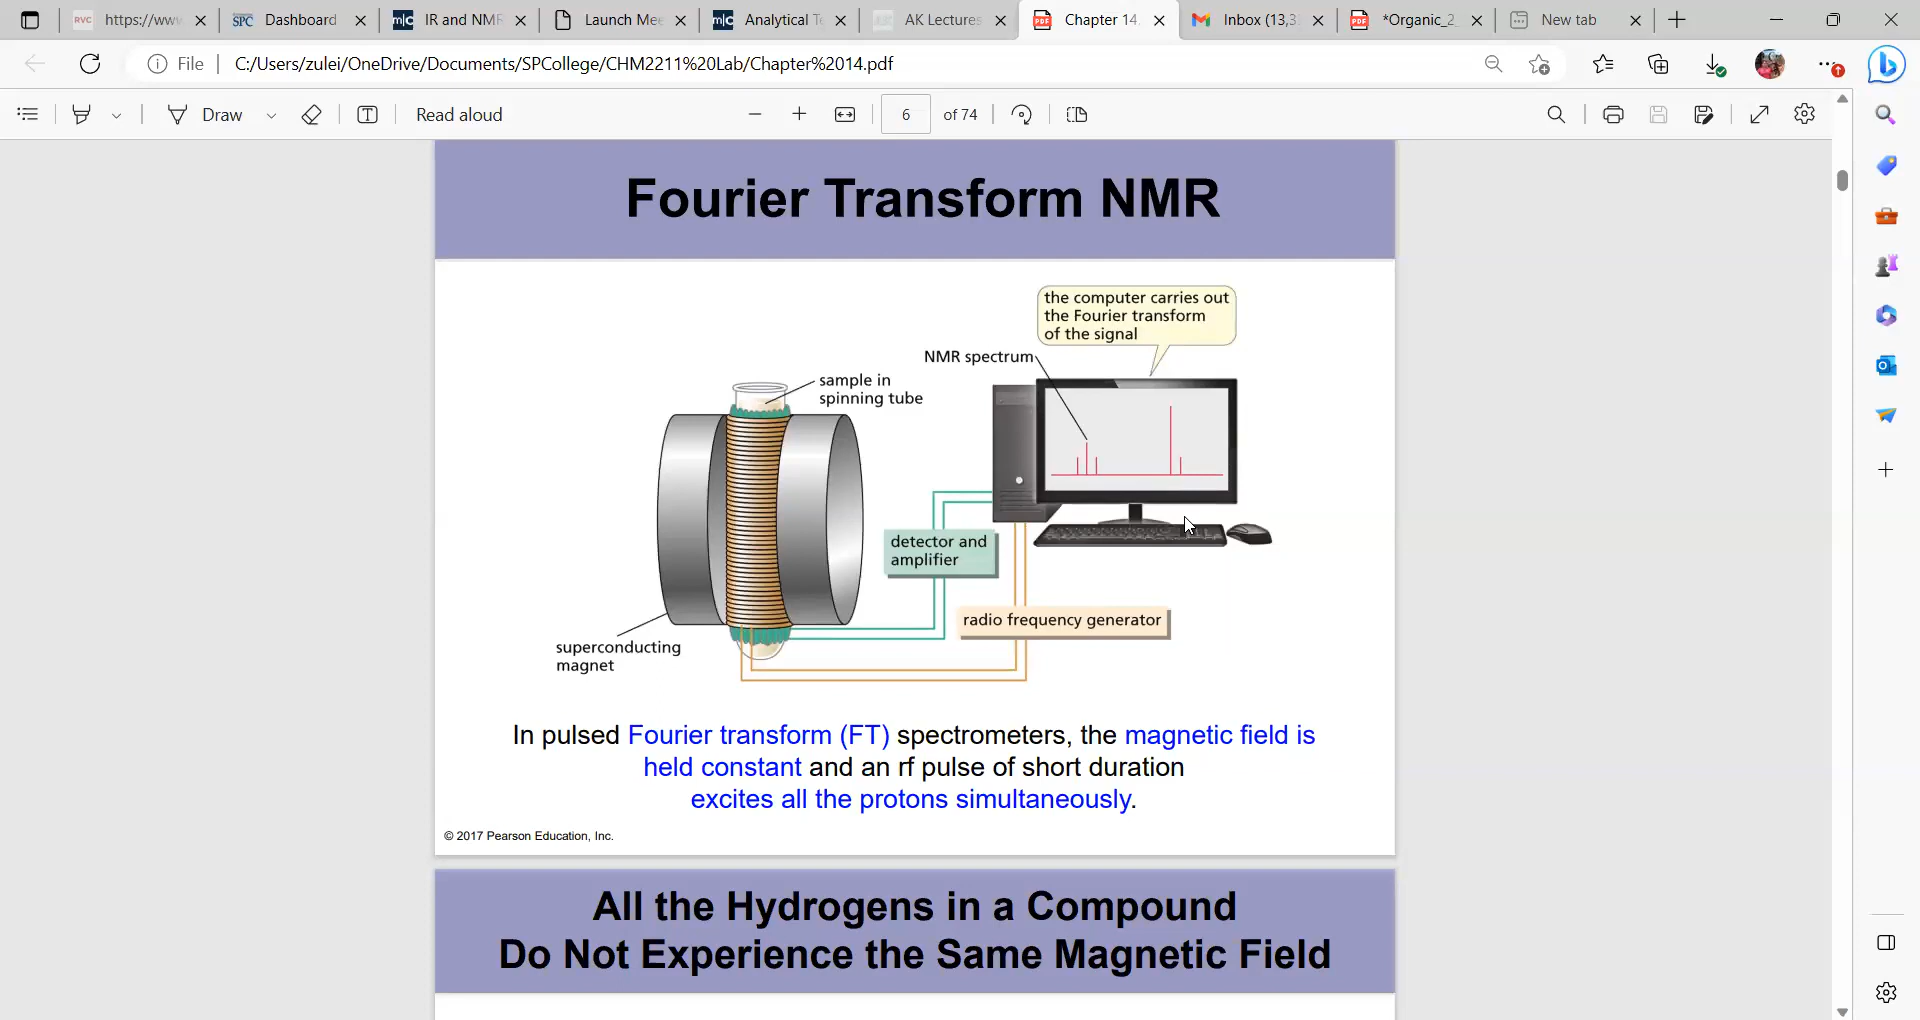 https://www
Dashboard
IR and NMR
Launch Mee
Analytical T
AK Lectures
Chapter 14
Inbox (13,3
*Organic_2
New tab
File
C:/Users/zulei/OneDrive/Documents/SPCollege/CHM2211%20Lab/Chapter%2014.pdf
Draw
Read aloud
6
of 74
Fourier Transform NMR
the computer carries out
the Fourier transform
of the signal
NMR spectrum
sample in
spinning tube
detector and
amplifier
radio frequency generator
superconducting
magnet
In pulsed Fourier transform (FT) spectrometers, the magnetic field is
held constant and an rf pulse of short duration
excites all the protons simultaneously.
© 2017 Pearson Education, Inc.
All the Hydrogens in a Compound
Do Not Experience the Same Magnetic Field